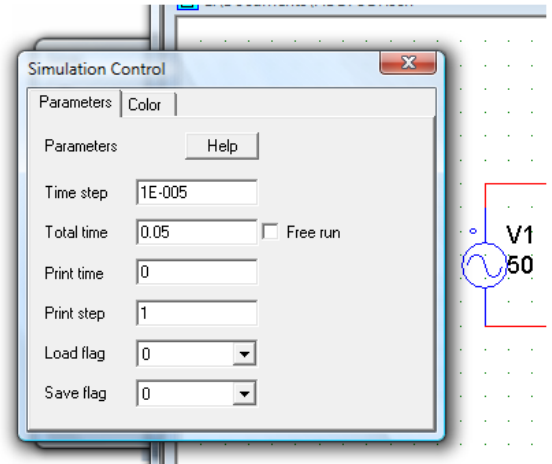 Simulation Control
Parameters Color
Parameters Help
Time step 1E-005
Total time 0.05 Free run
Print time 0
Print step 1
Load flag 0
Save flag 0
V1
50